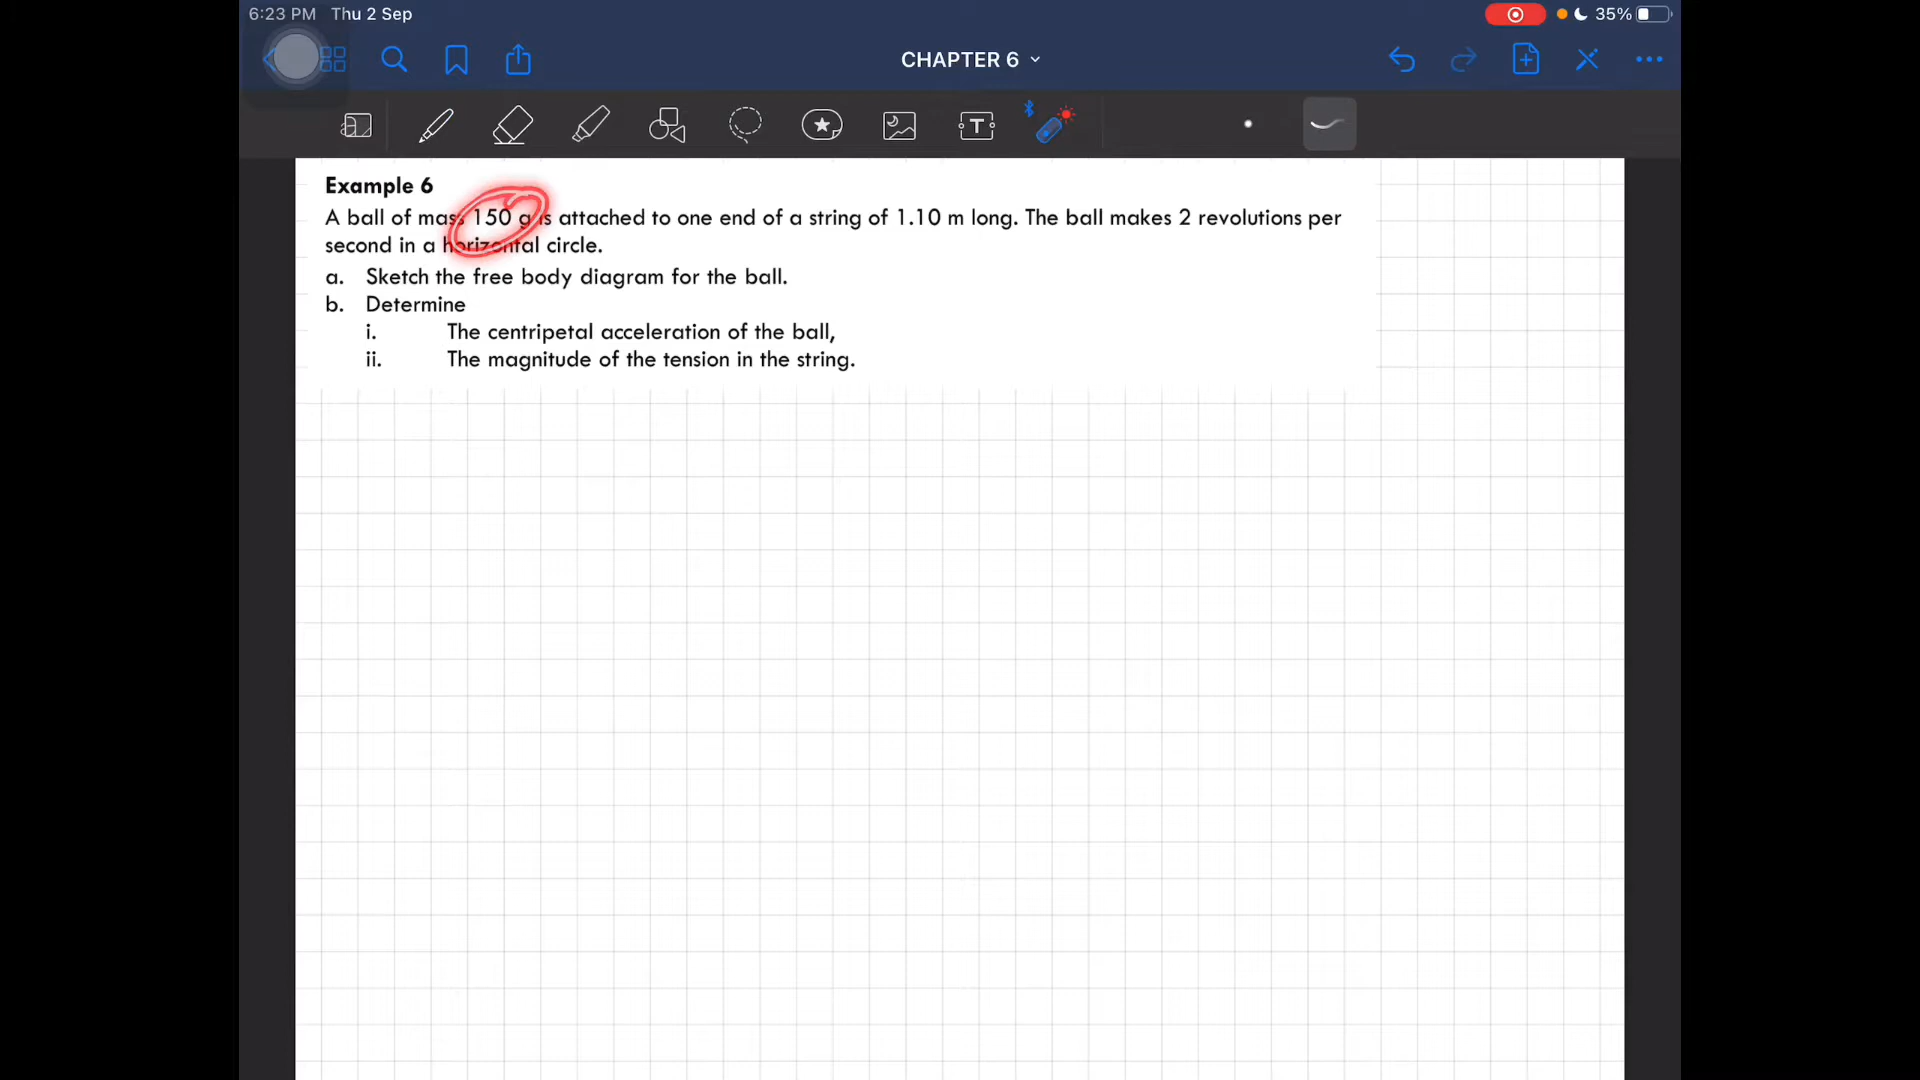 6:23 PM Thu 2 Sep
35%
CHAPTER 6
Example 6
A ball of mass 150 g is attached to one end of a string of 1.10 m long. The ball makes 2 revolutions per
second in a horizontal circle.
a. Sketch the free body diagram for the ball.
b. Determine
i. The centripetal acceleration of the ball,
ii. The magnitude of the tension in the string.